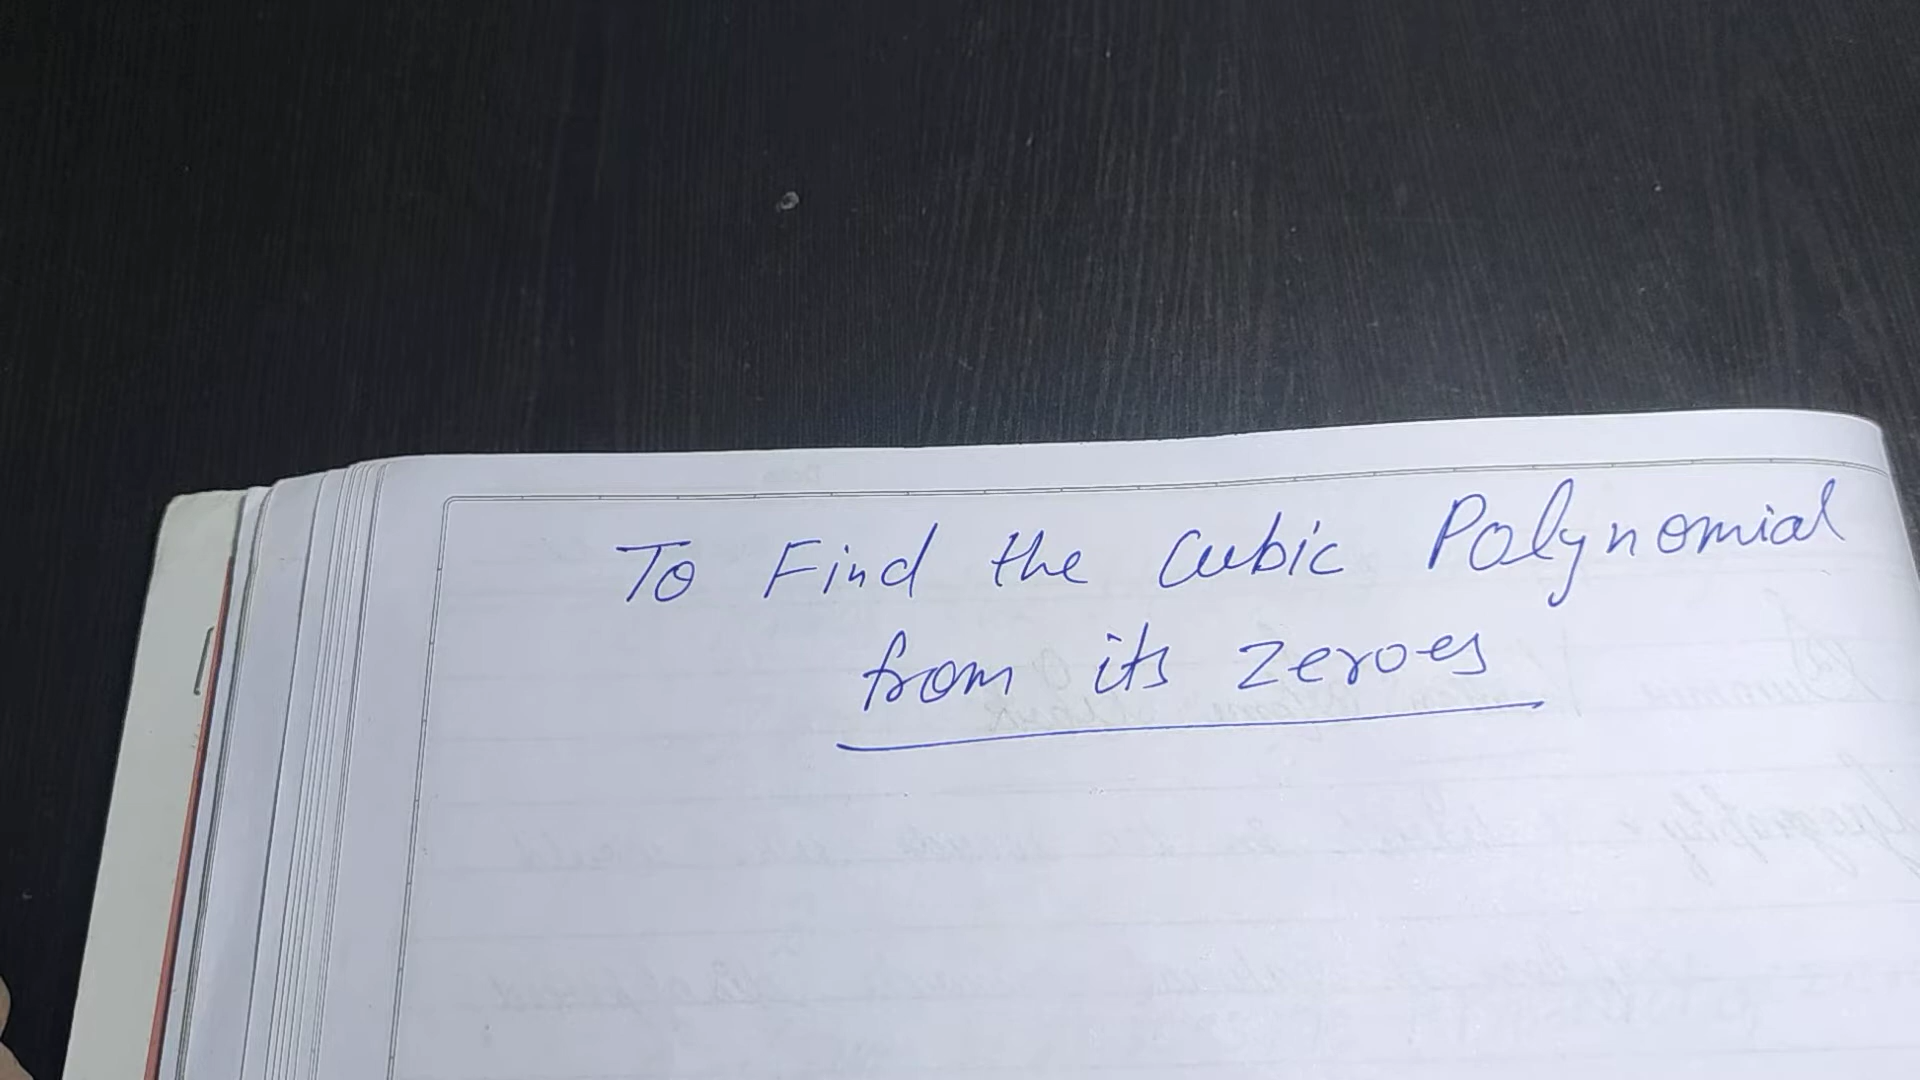 To Find the Cubic Polynomial
from its zeroes